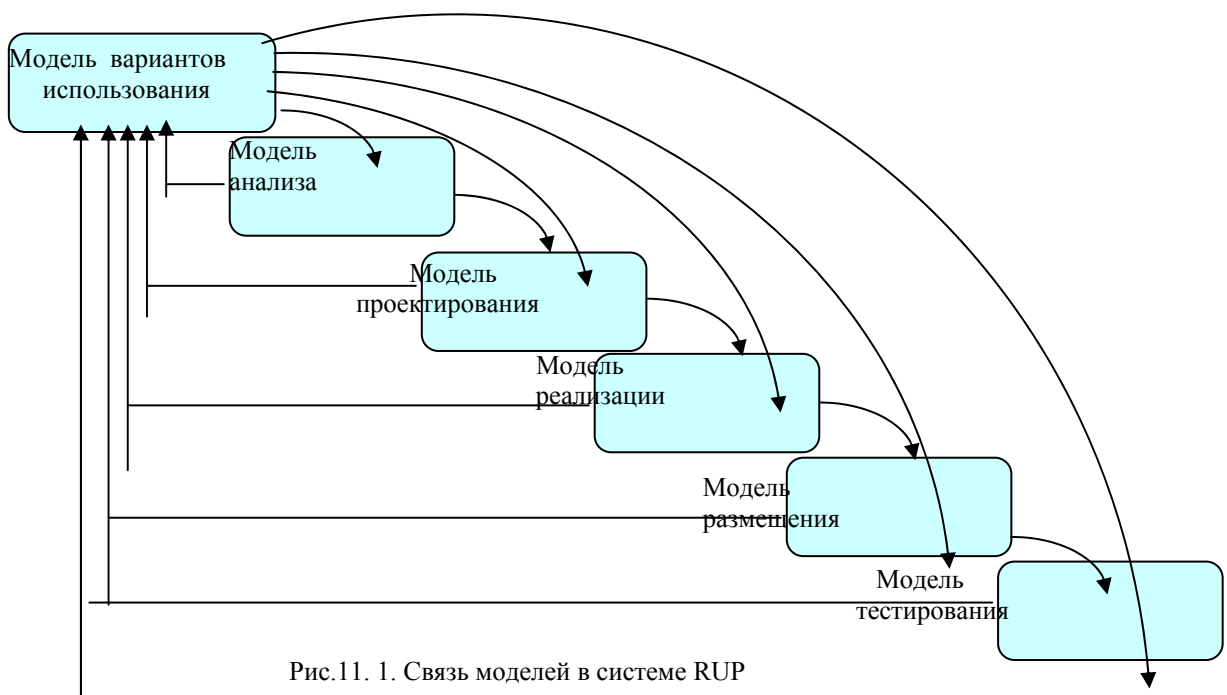 Модель вариантов
использования
Модель
анализа
Модель
проектирования
Модель
реализации
Модель
размещения
Модель
тестирования
Рис.11. 1. Связь моделей в системе RUP